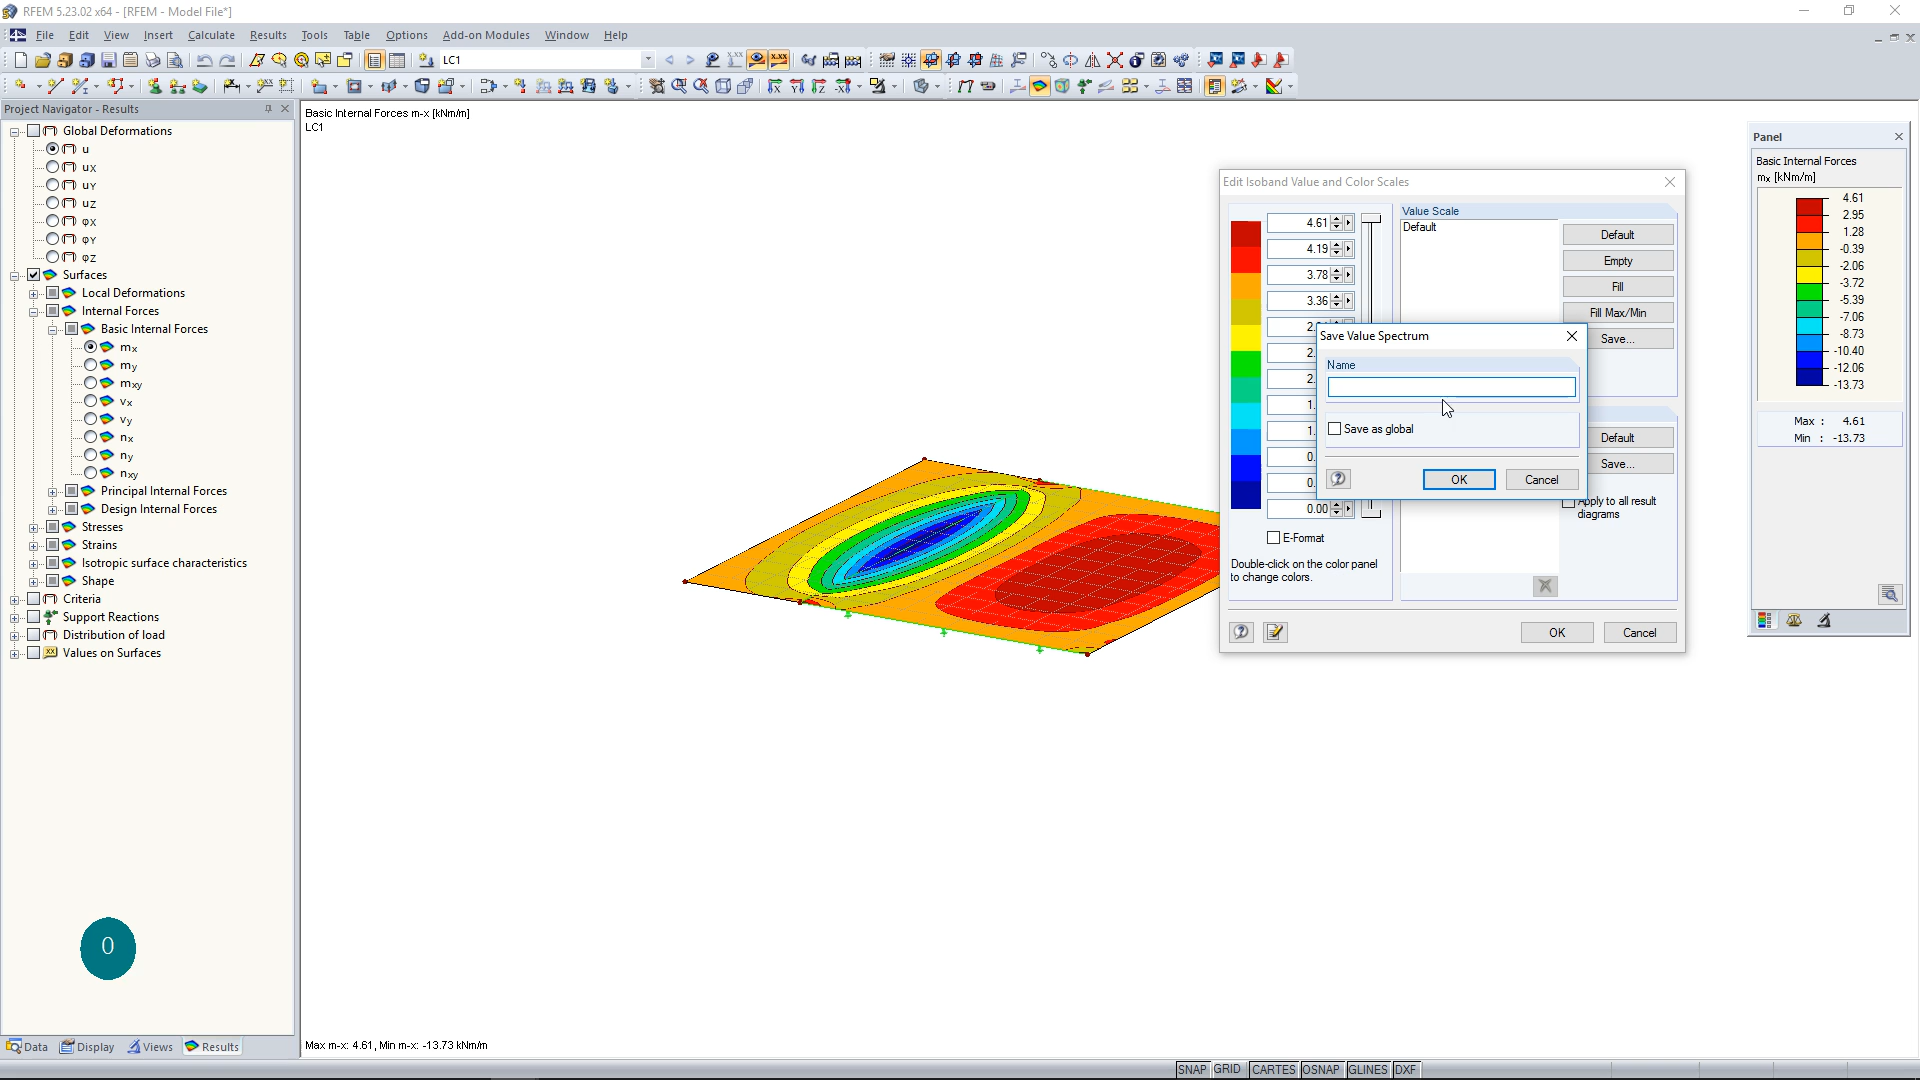 RFEM 5.23.02 x64 - [RFEM - Model File*]
File Edit View Insert Calculate Results Tools Table Options Add-on Modules Window Help
LC1
Project Navigator - Results
Global Deformations
u
uX
uY
uZ
φX
φY
φZ
Surfaces
Local Deformations
Internal Forces
Basic Internal Forces
mx
my
mxy
vx
vy
nx
ny
nxy
Principal Internal Forces
Design Internal Forces
Stresses
Strains
Isotropic surface characteristics
Shape
Criteria
Support Reactions
Distribution of load
Values on Surfaces
0
Data Display Views Results
Basic Internal Forces m-x [kNm/m]
LC1
Max m-x: 4.61, Min m-x: -13.73 kNm/m
Edit Isoband Value and Color Scales
4.61
4.19
3.78
3.36
2.
2.
2.
1.
1.
0.
0.
0.00
E-Format
Double-click on the color panel
to change colors.
Value Scale
Default
Default
Empty
Fill
Fill Max/Min
Save...
Default
Save...
Apply to all result
diagrams
OK Cancel
Save Value Spectrum
Name
Save as global
OK Cancel
Panel
Basic Internal Forces
mx [kNm/m]
4.61
2.95
1.28
-0.39
-2.06
-3.72
-5.39
-7.06
-8.73
-10.40
-12.06
-13.73
Max : 4.61
Min : -13.73
SNAP GRID CARTES OSNAP GLINES DXF